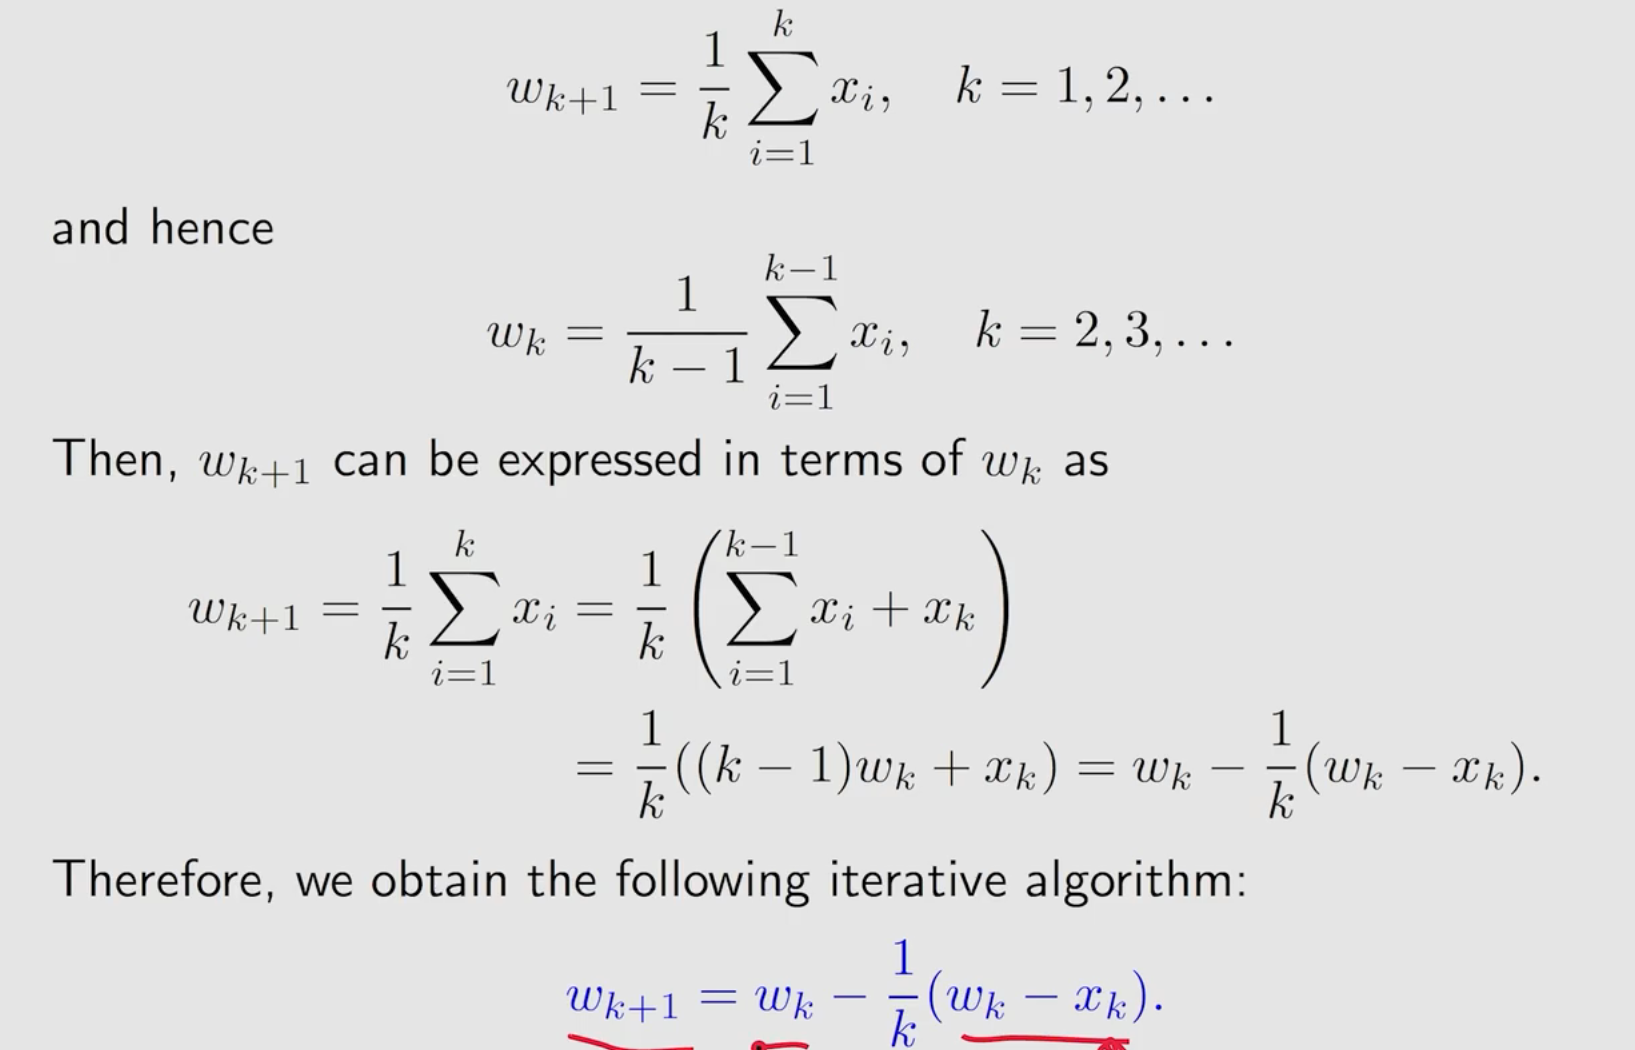 w_{k+1} = \frac{1}{k} \sum_{i=1}^{k} x_i, \quad k = 1, 2, \ldots
and hence
w_k = \frac{1}{k-1} \sum_{i=1}^{k-1} x_i, \quad k = 2, 3, \ldots
Then, w_{k+1} can be expressed in terms of w_k as
w_{k+1} = \frac{1}{k} \sum_{i=1}^{k} x_i = \frac{1}{k} \left( \sum_{i=1}^{k-1} x_i + x_k \right)
= \frac{1}{k}((k-1)w_k + x_k) = w_k - \frac{1}{k}(w_k - x_k).
Therefore, we obtain the following iterative algorithm:
w_{k+1} = w_k - \frac{1}{k}(w_k - x_k).